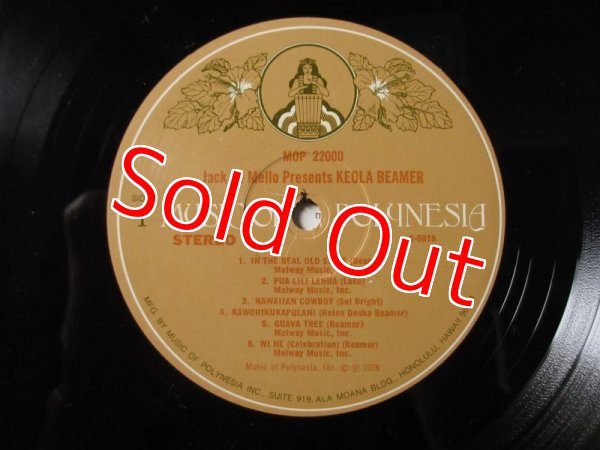 MOP 22000
Jack Mello Presents KEOLA BEAMER
MUSIC OF POLYNESIA
STEREO
Sold Out
1. IN THE REAL OLD
Melway Music, Inc.
2. PUA LILI LEHUA (Lake)
Melway Music, Inc.
3. HAWAIIAN COWBOY (Sol Bright)
4. KAWOHIKUKAPULANI (Helen Desha Beamer)
5. GUAVA TREE (Beamer)
Melway Music, Inc.
6. WI HE (Celebration) (Beamer)
Melway Music, Inc.
Music of Polynesia, Inc. © ℗ 1978
MFG. BY MUSIC OF POLYNESIA INC., SUITE 919, ALA MOANA BLDG., HONOLULU, HAWAII